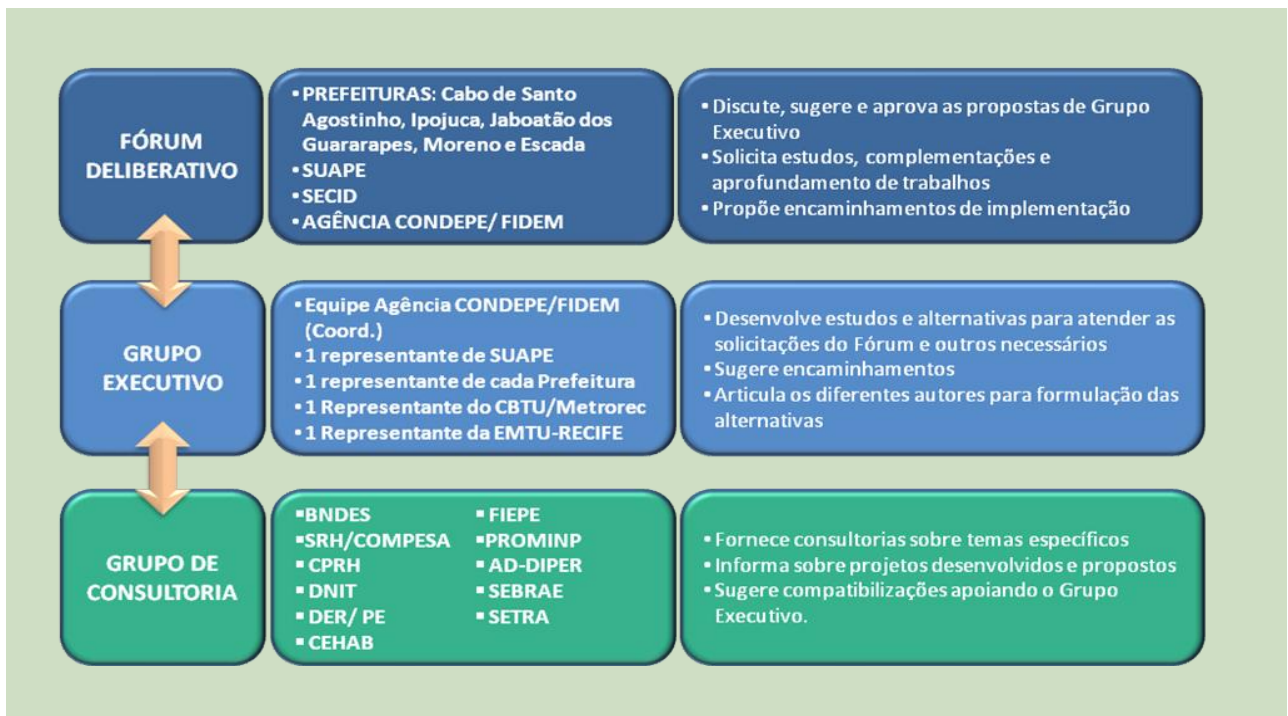 FÓRUM
DELIBERATIVO
▪PREFEITURAS: Cabo de Santo
Agostinho, Ipojuca, Jaboatão dos
Guararapes, Moreno e Escada
▪SUAPE
▪SECID
▪AGÊNCIA CONDEPE/ FIDEM
▪Discute, sugere e aprova as propostas de Grupo
Executivo
▪Solicita estudos, complementações e
aprofundamento de trabalhos
▪Propõe encaminhamentos de implementação
GRUPO
EXECUTIVO
▪Equipe Agência CONDEPE/FIDEM
(Coord.)
▪1 representante de SUAPE
▪1 representante de cada Prefeitura
▪1 Representante do CBTU/Metrorec
▪1 Representante da EMTU-RECIFE
▪Desenvolve estudos e alternativas para atender as
solicitações do Fórum e outros necessários
▪Sugere encaminhamentos
▪Articula os diferentes autores para formulação das
alternativas
GRUPO DE
CONSULTORIA
▪BNDES
▪SRH/COMPESA
▪CPRH
▪DNIT
▪DER/ PE
▪CEHAB
▪FIEPE
▪PROMINP
▪AD-DIPER
▪SEBRAE
▪SETRA
▪Fornece consultorias sobre temas específicos
▪Informa sobre projetos desenvolvidos e propostos
▪Sugere compatibilizações apoiando o Grupo
Executivo.